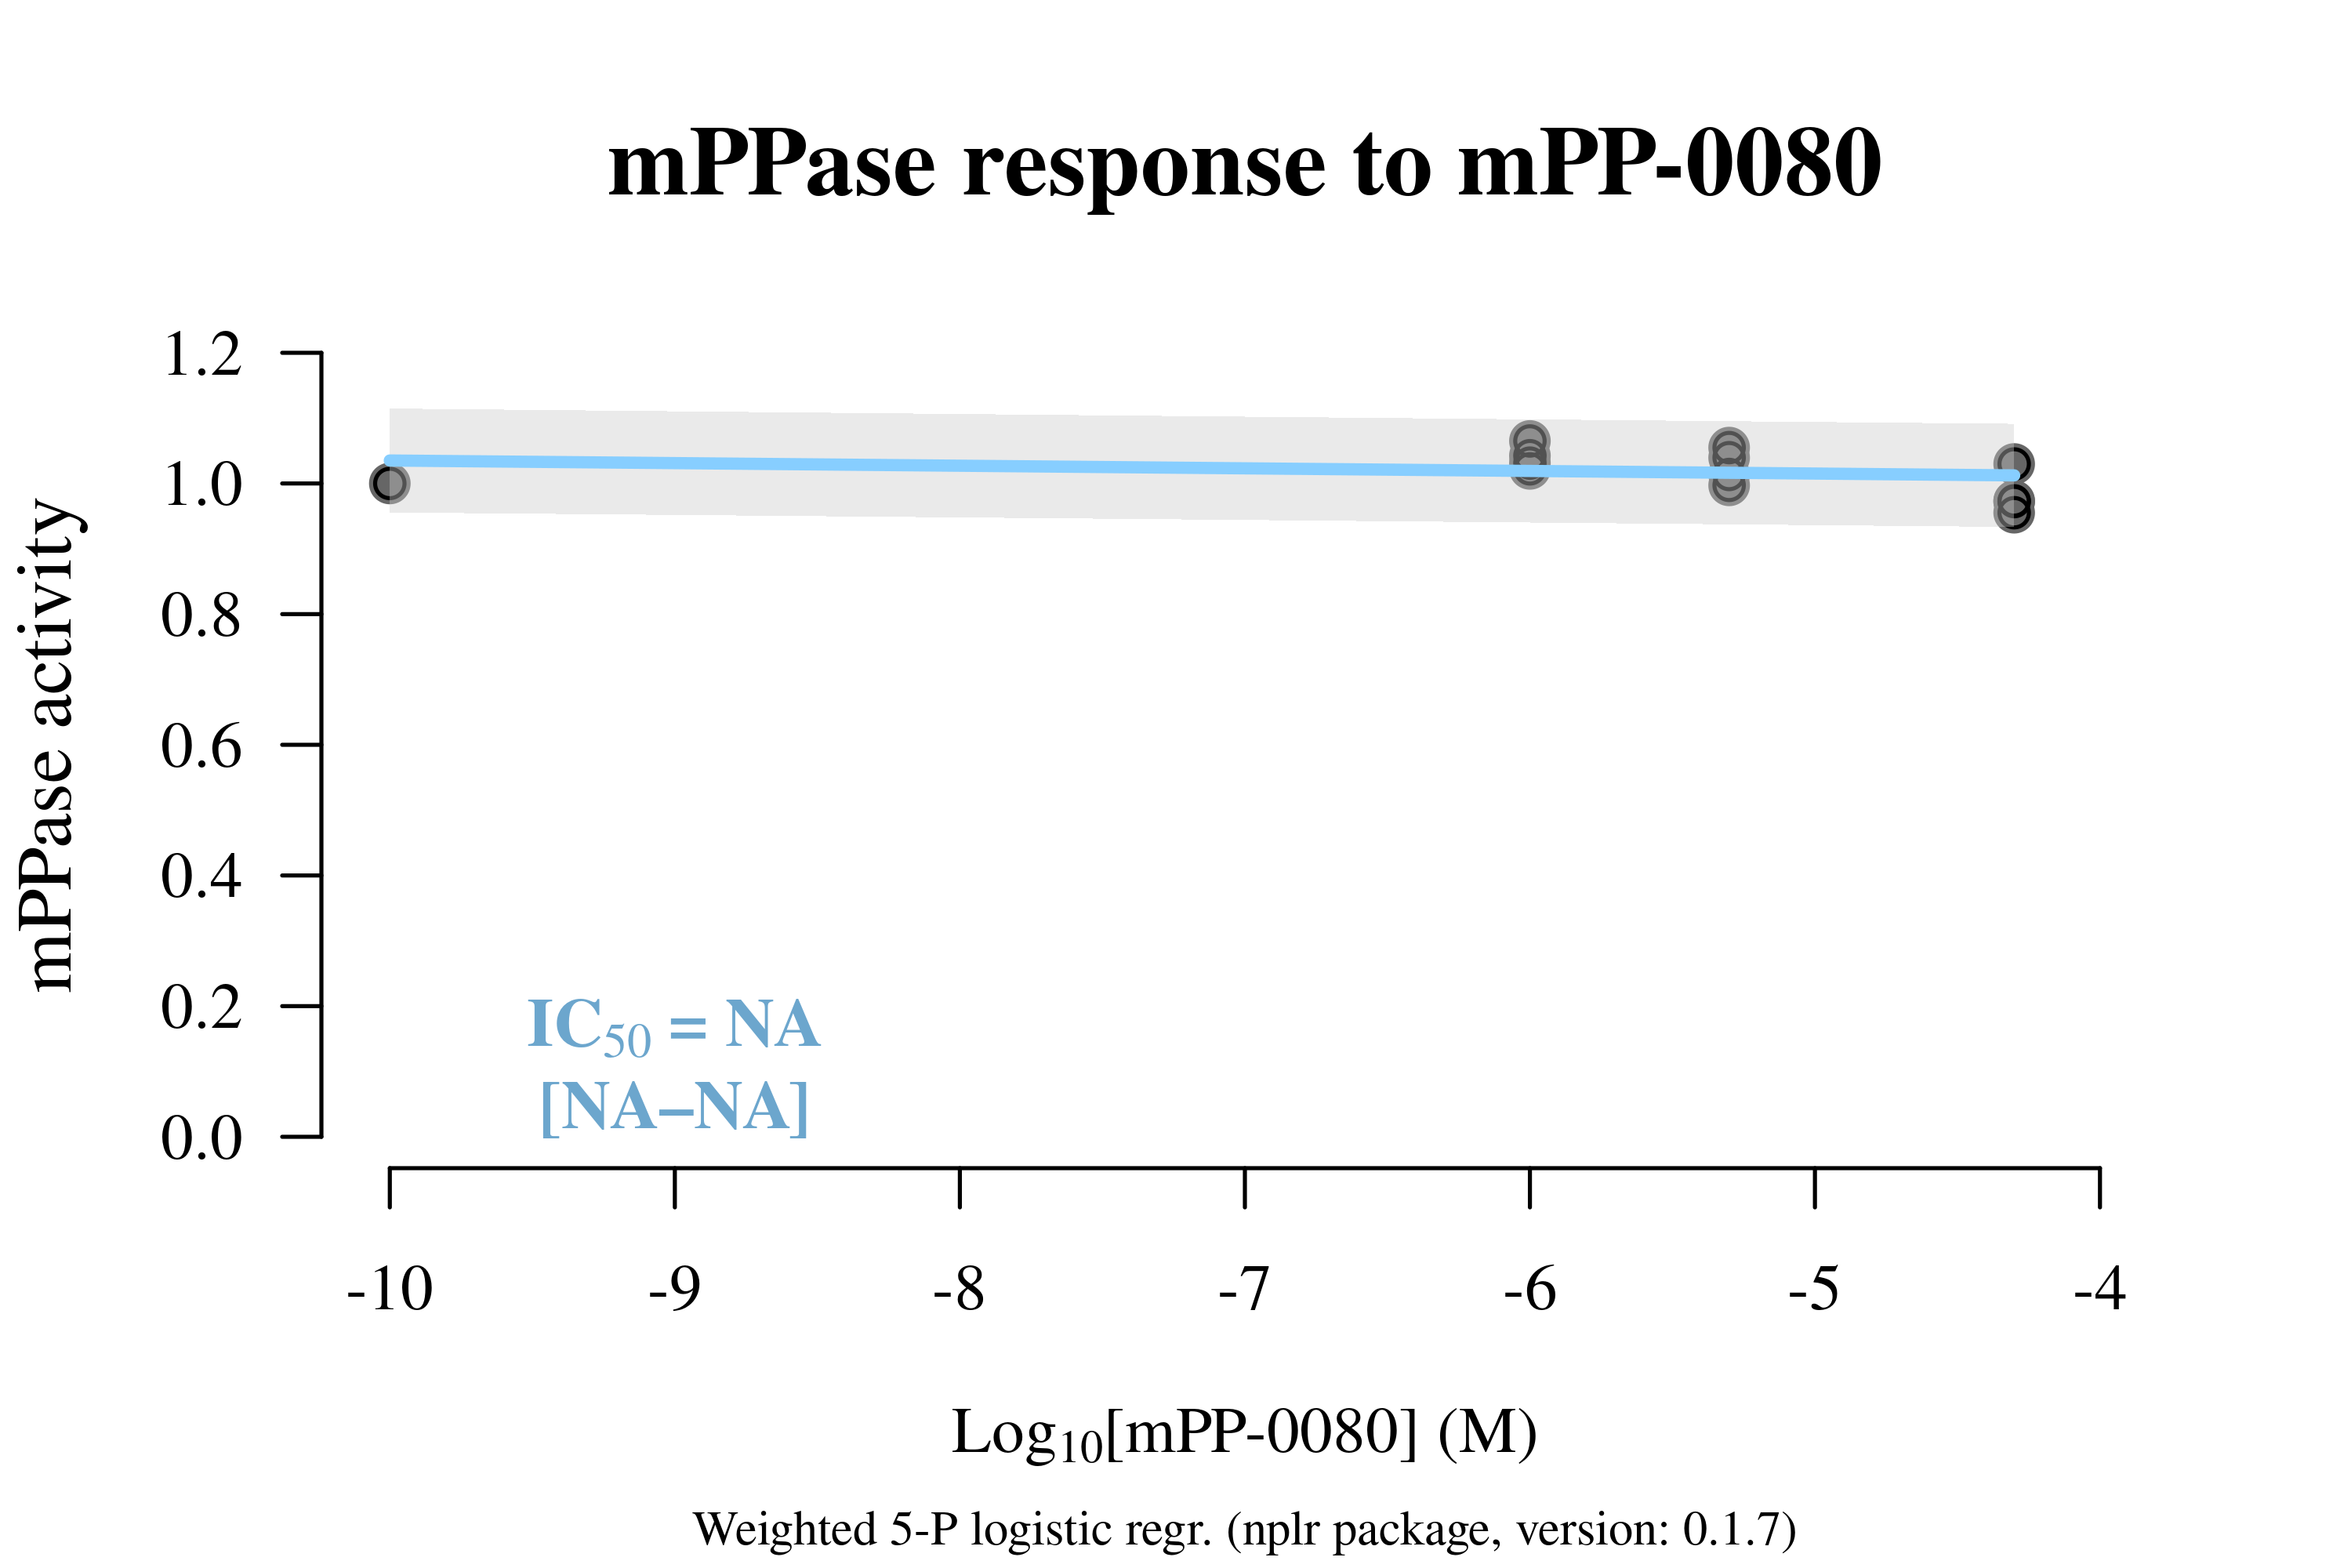 mPPase response to mPP-0080
mPPase activity
1.2
1.0
0.8
0.6
0.4
0.2
0.0
IC50 = NA
[NA–NA]
-10 -9 -8 -7 -6 -5 -4
Log10[mPP-0080] (M)
Weighted 5-P logistic regr. (nplr package, version: 0.1.7)